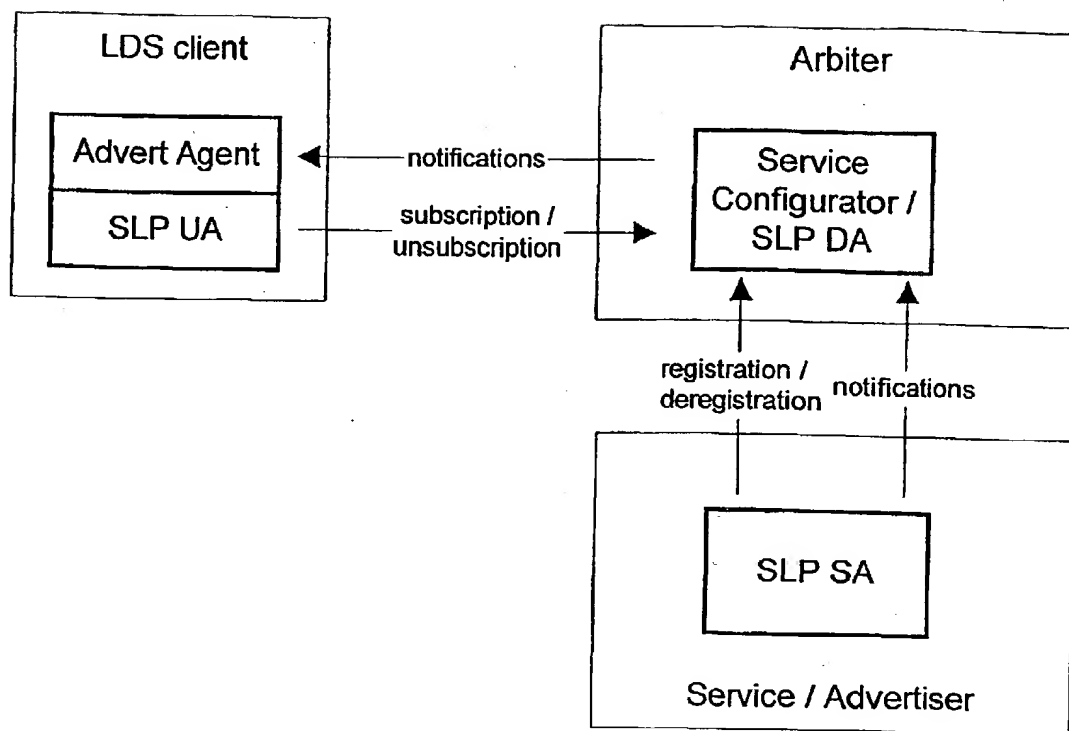 LDS client
Advert Agent
SLP UA
notifications
subscription /
unsubscription
Arbiter
Service
Configurator /
SLP DA
registration /
deregistration
notifications
SLP SA
Service / Advertiser